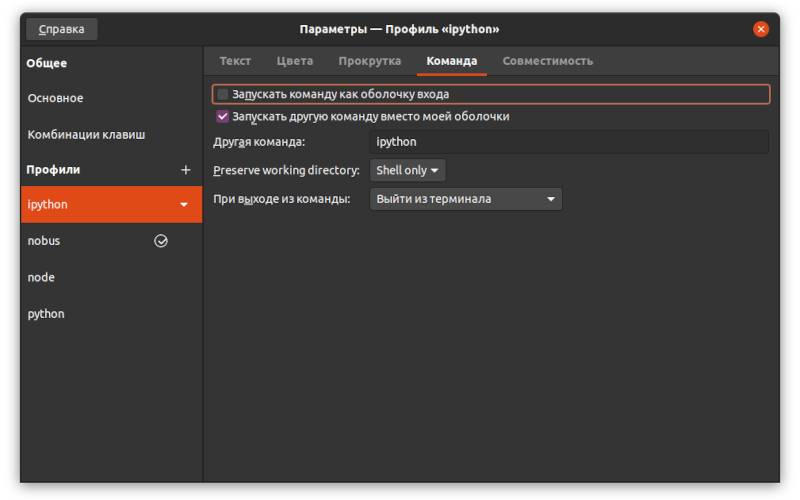 Справка
Параметры — Профиль «ipython»
Общее
Основное
Комбинации клавиш
Профили
ipython
nobus
node
python
Текст Цвета Прокрутка Команда Совместимость
Запускать команду как оболочку входа
Запускать другую команду вместо моей оболочки
Другая команда: ipython
Preserve working directory: Shell only
При выходе из команды: Выйти из терминала